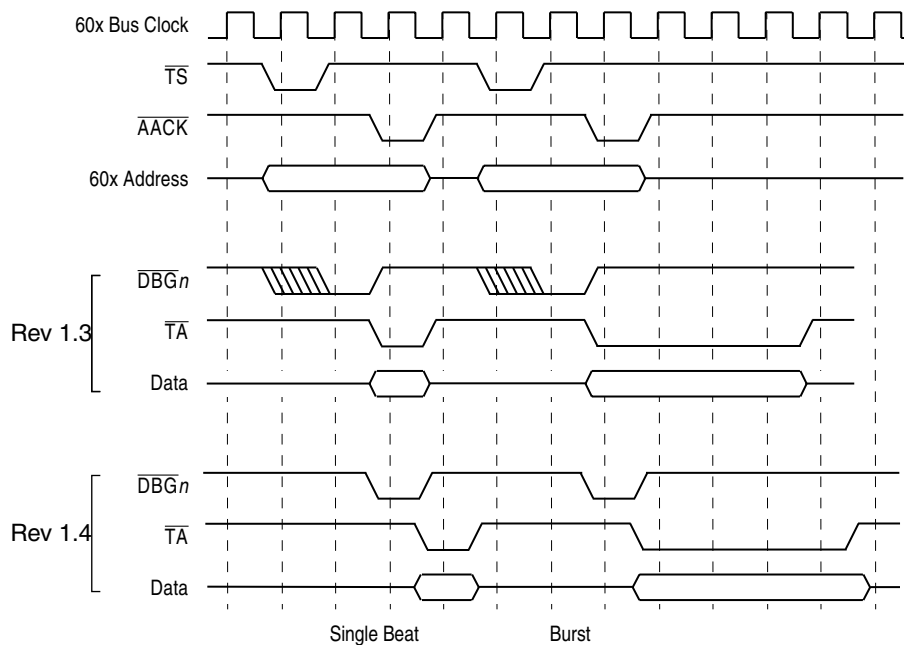 60x Bus Clock
TS
AACK
60x Address
DBGn
Rev 1.3
TA
Data
DBGn
Rev 1.4
TA
Data
Single Beat Burst